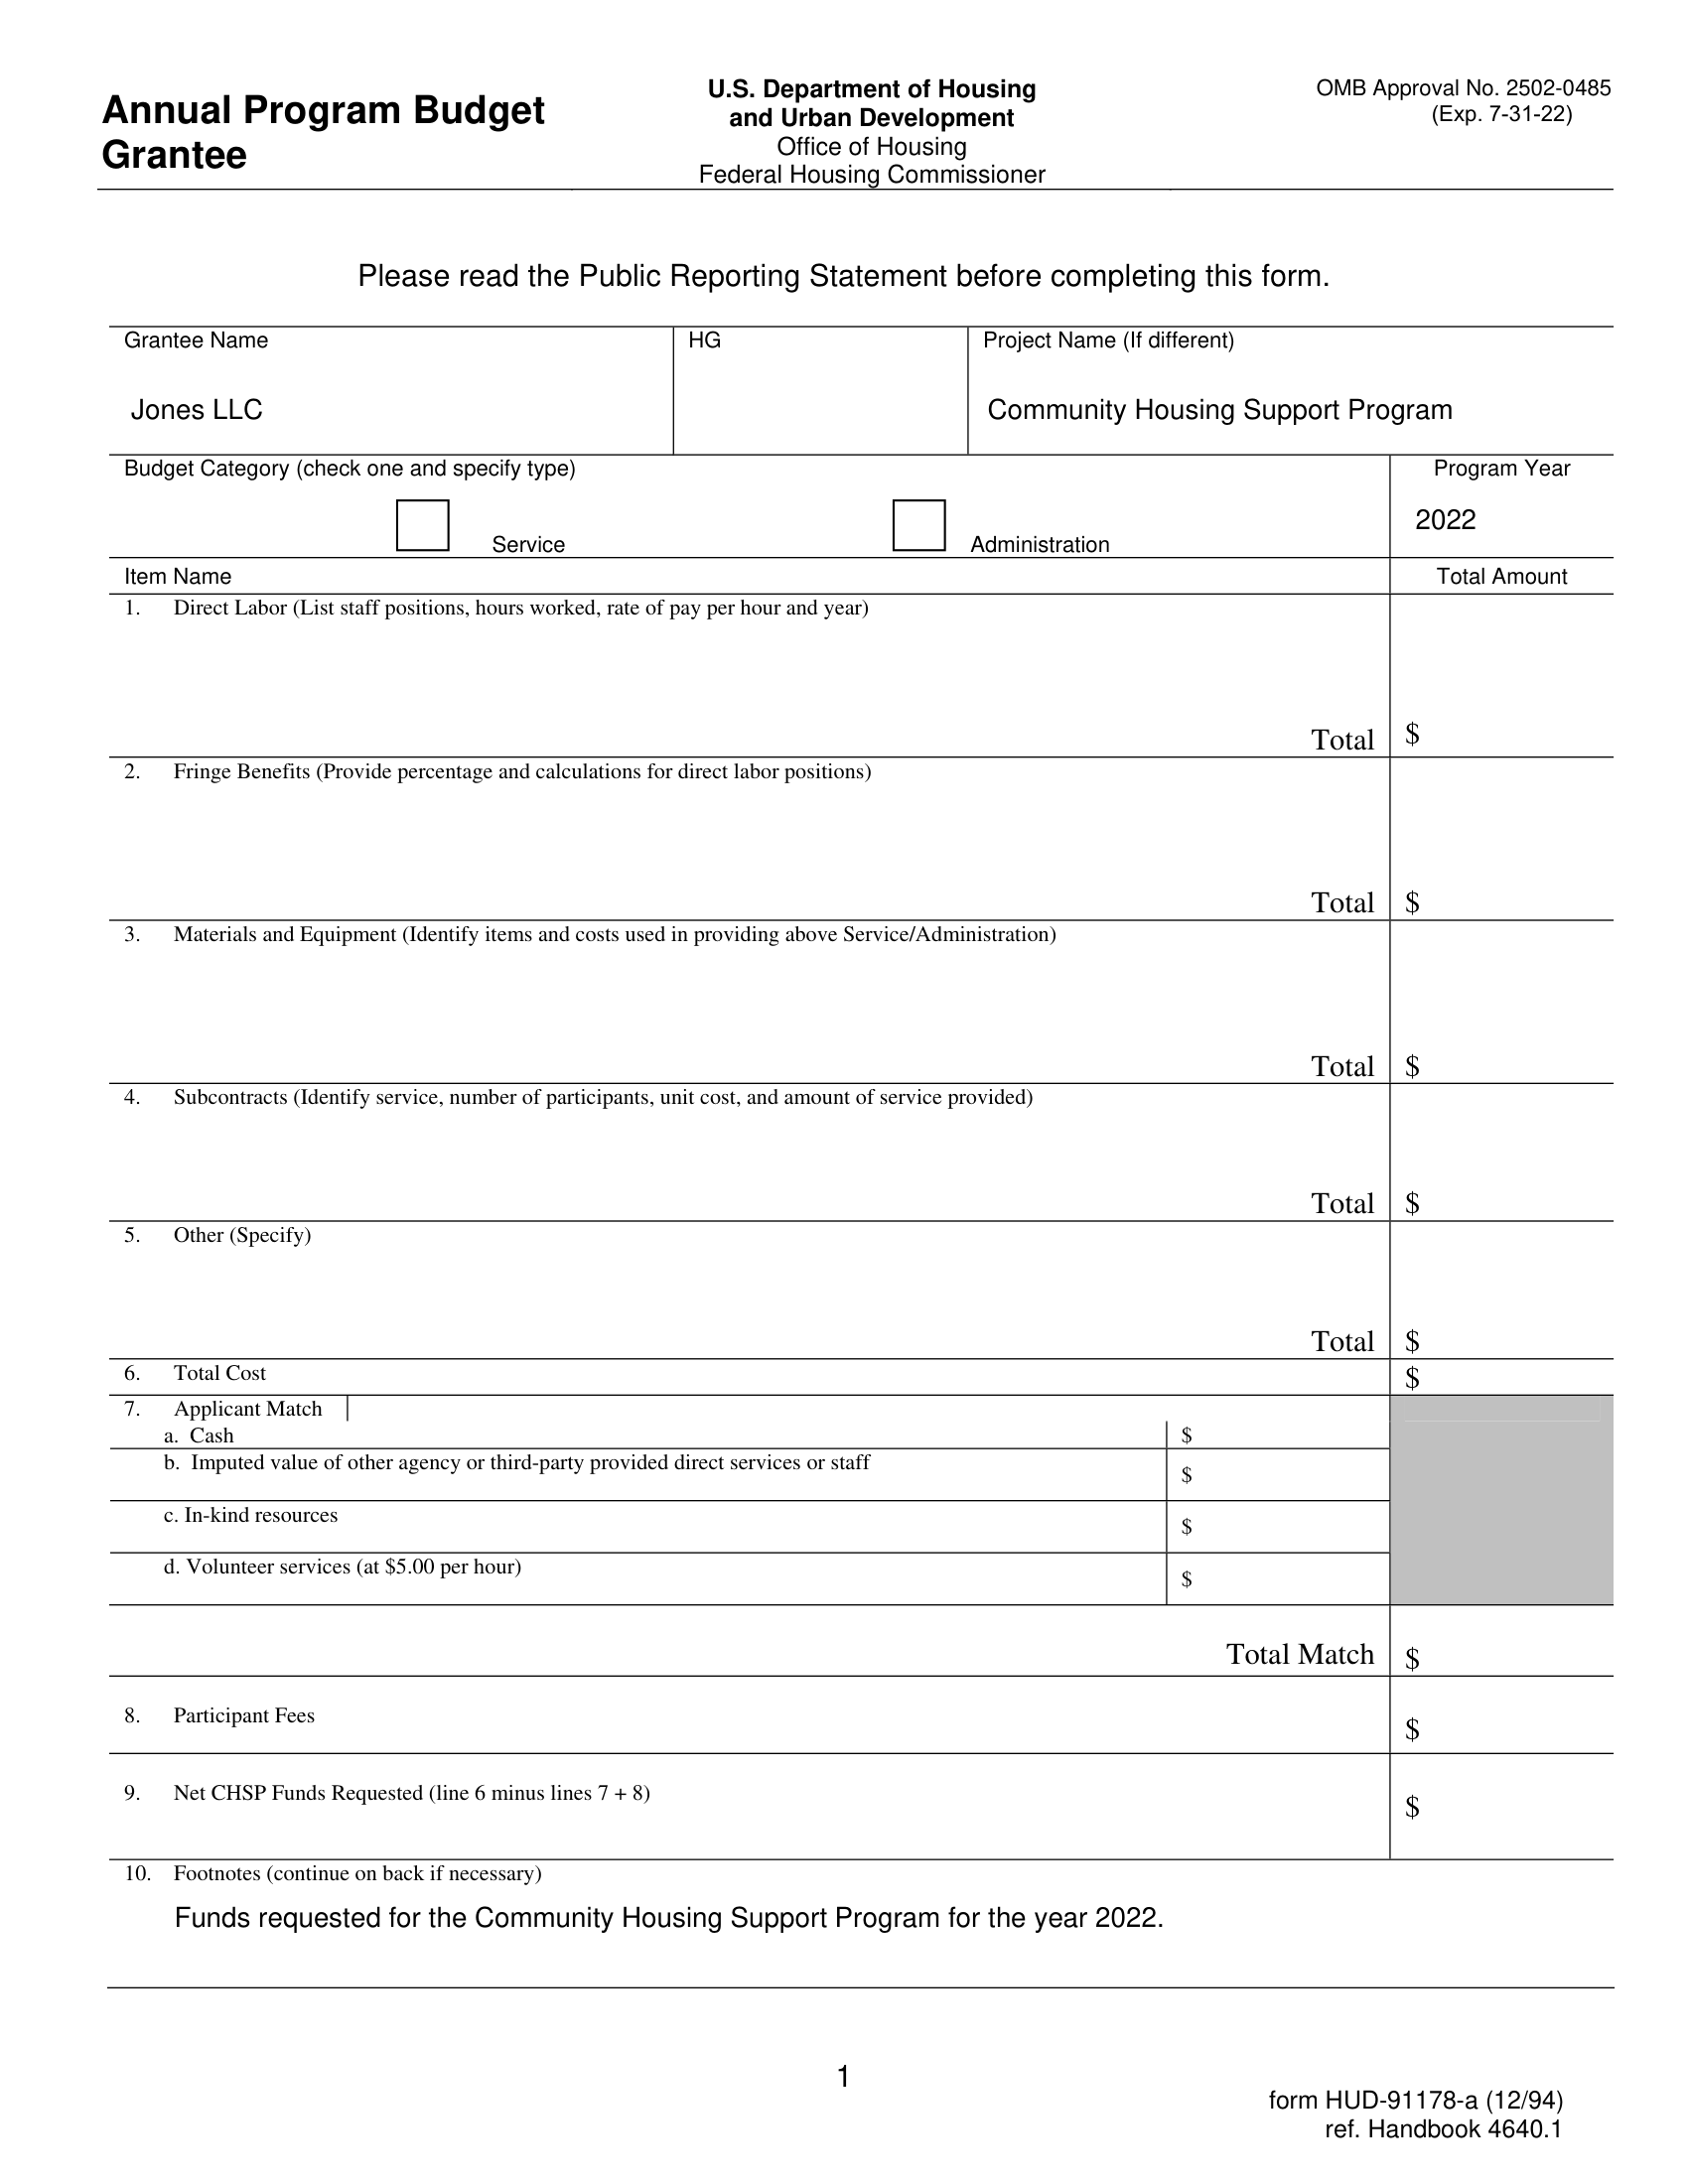 Annual Program Budget
Grantee
U.S. Department of Housing
and Urban Development
Office of Housing
Federal Housing Commissioner
OMB Approval No. 2502-0485
(Exp. 7-31-22)
Please read the Public Reporting Statement before completing this form.
Grantee Name
HG
Project Name (If different)
Jones LLC
Community Housing Support Program
Budget Category (check one and specify type)
Program Year
2022
Service
Administration
Item Name
Total Amount
1. Direct Labor (List staff positions, hours worked, rate of pay per hour and year)
Total $
2. Fringe Benefits (Provide percentage and calculations for direct labor positions)
Total $
3. Materials and Equipment (Identify items and costs used in providing above Service/Administration)
Total $
4. Subcontracts (Identify service, number of participants, unit cost, and amount of service provided)
Total $
5. Other (Specify)
Total $
6. Total Cost $
7. Applicant Match
a. Cash $
b. Imputed value of other agency or third-party provided direct services or staff $
c. In-kind resources $
d. Volunteer services (at $5.00 per hour) $
Total Match $
8. Participant Fees $
9. Net CHSP Funds Requested (line 6 minus lines 7 + 8) $
10. Footnotes (continue on back if necessary)
Funds requested for the Community Housing Support Program for the year 2022.
1
form HUD-91178-a (12/94)
ref. Handbook 4640.1